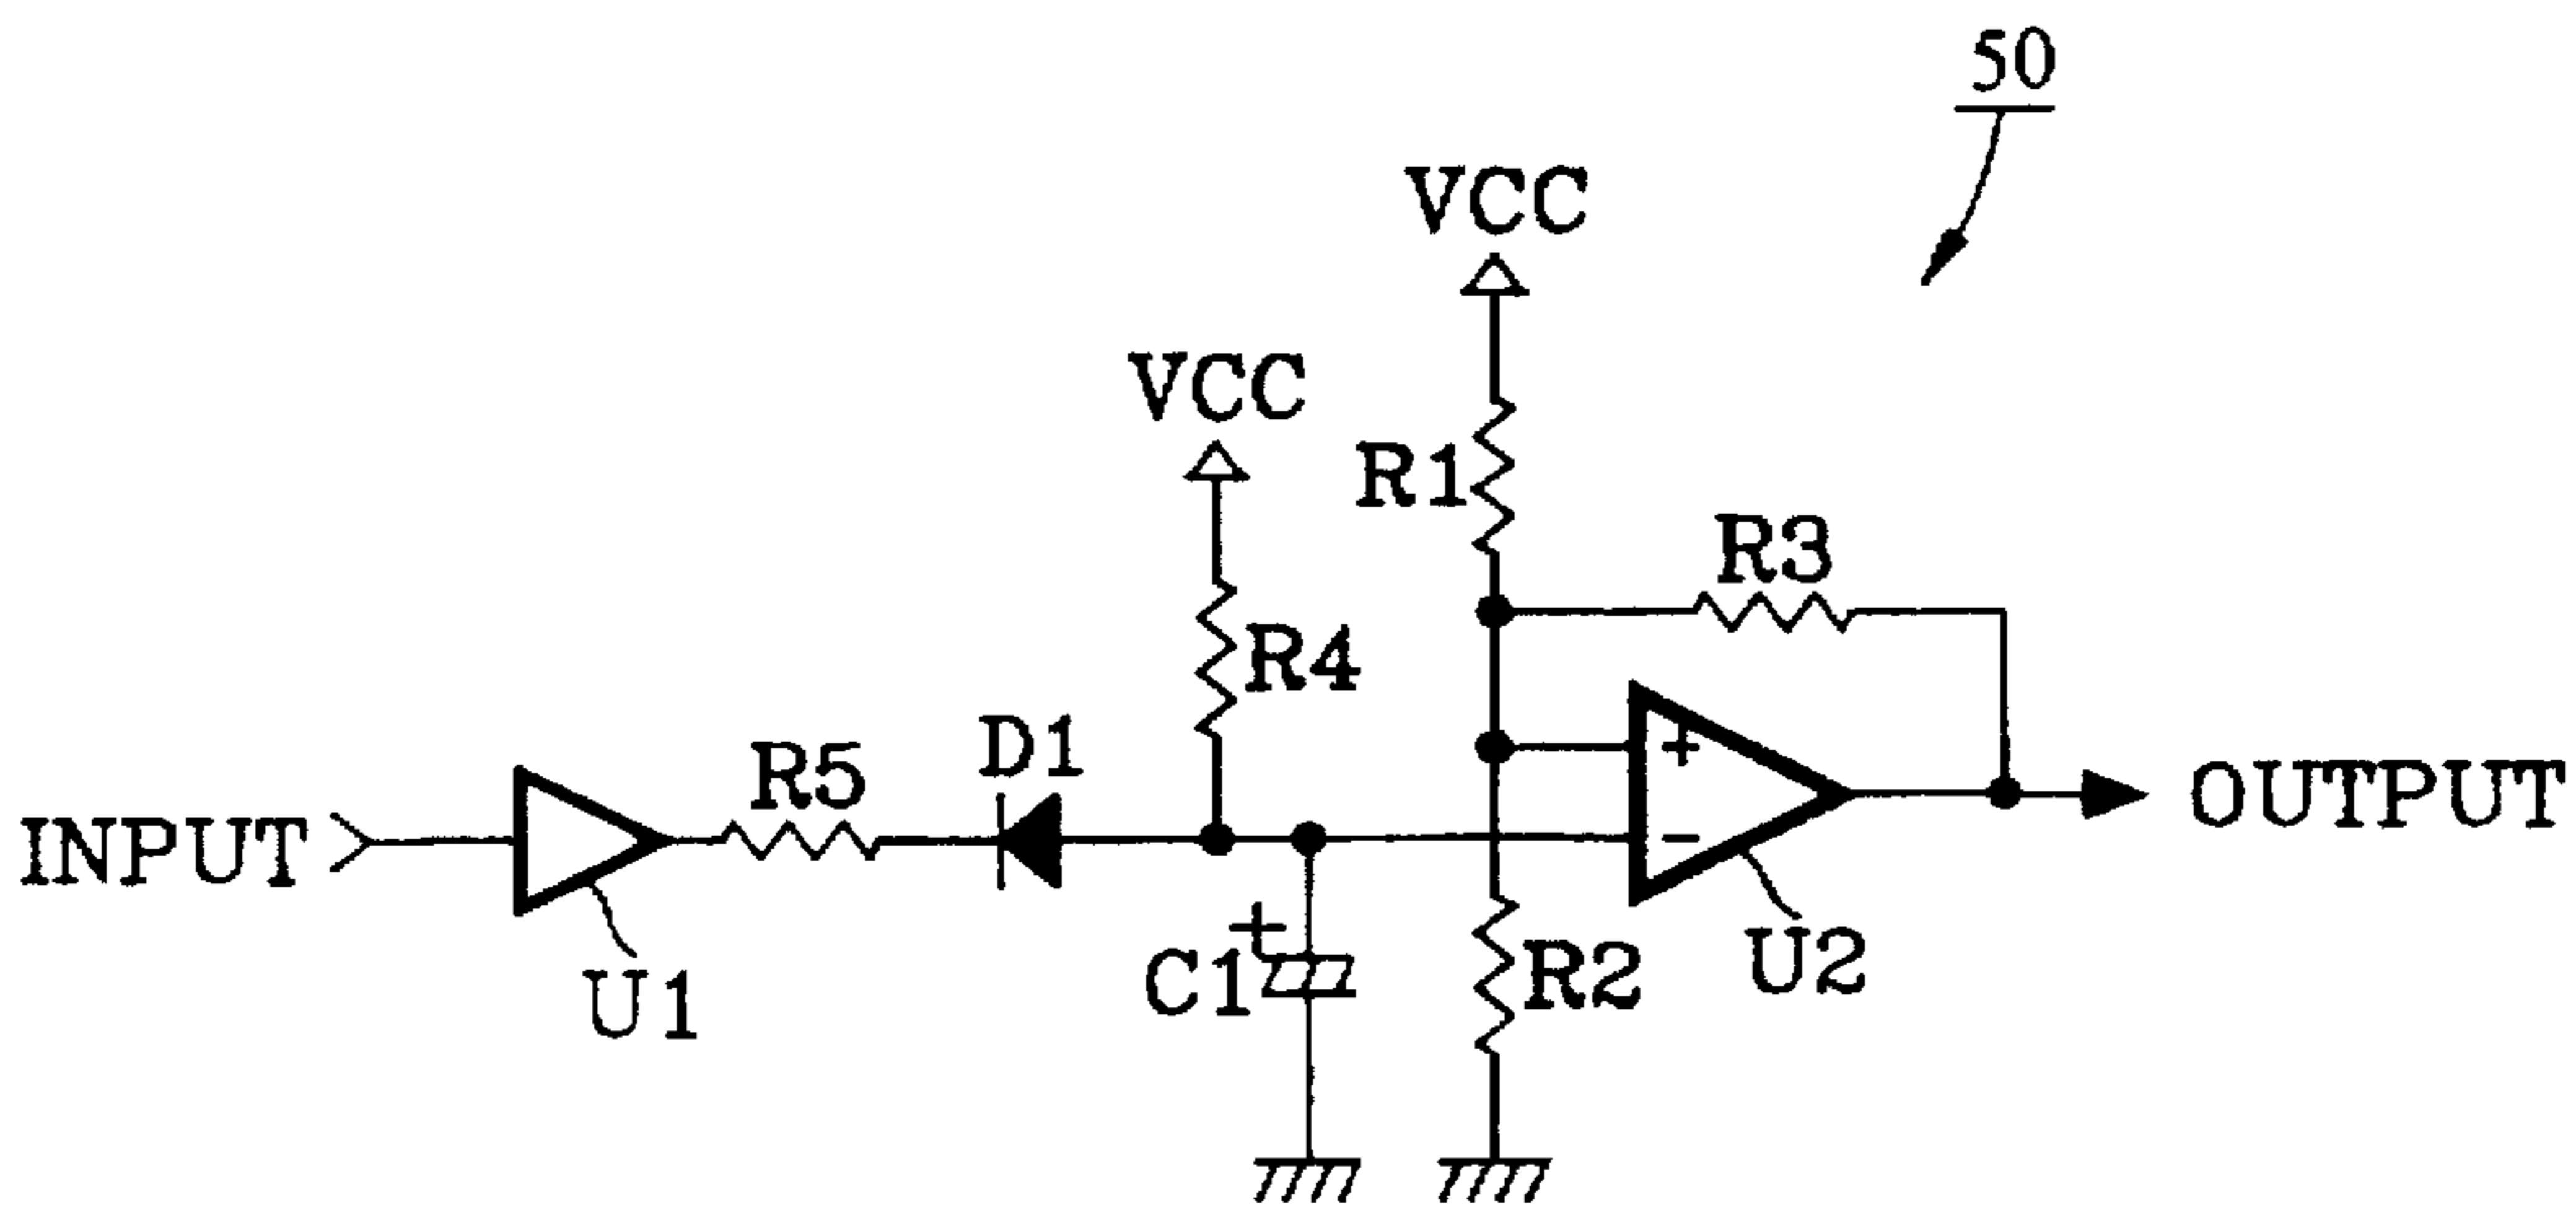 50
VCC
VCC
R1
R3
R4
D1
R5
INPUT
OUTPUT
+
-
+
C1
R2
U2
U1